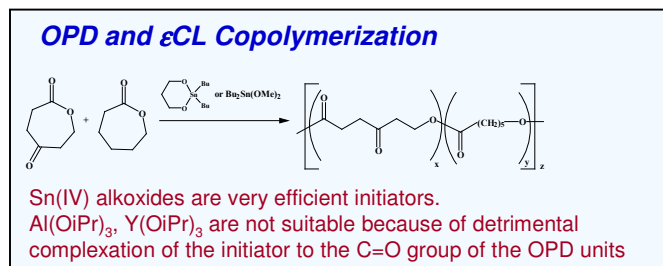 OPD and εCL Copolymerization
O
O
O
O
O
+
O
O
Sn
Bu
Bu
or Bu₂Sn(OMe)₂
O
O
O
x
O
(CH₂)₅
O
y
z
Sn(IV) alkoxides are very efficient initiators.
Al(OiPr)₃, Y(OiPr)₃ are not suitable because of detrimental
complexation of the initiator to the C=O group of the OPD units